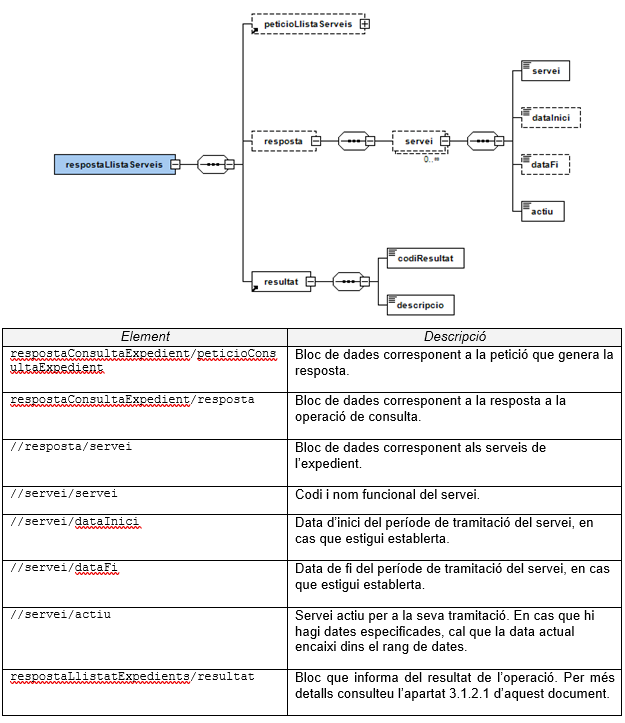 peticioLlistaServeis
servei
dataInici
respostaLlistaServeis
resposta
servei
0..∞
dataFi
actiu
codiResultat
resultat
descripcio
Element
Descripció
respostaConsultaExpedient/peticioCons
ultaExpedient
Bloc de dades corresponent a la petició que genera la
resposta.
respostaConsultaExpedient/resposta
Bloc de dades corresponent a la resposta a la
operació de consulta.
//resposta/servei
Bloc de dades corresponent als serveis de
l’expedient.
//servei/servei
Codi i nom funcional del servei.
//servei/dataInici
Data d’inici del període de tramitació del servei, en
cas que estigui establerta.
//servei/dataFi
Data de fi del període de tramitació del servei, en cas
que estigui establerta.
//servei/actiu
Servei actiu per a la seva tramitació. En cas que hi
hagi dates especificades, cal que la data actual
encaixi dins el rang de dates.
respostaLlistatExpedients/resultat
Bloc que informa del resultat de l’operació. Per més
detalls consulteu l’apartat 3.1.2.1 d’aquest document.